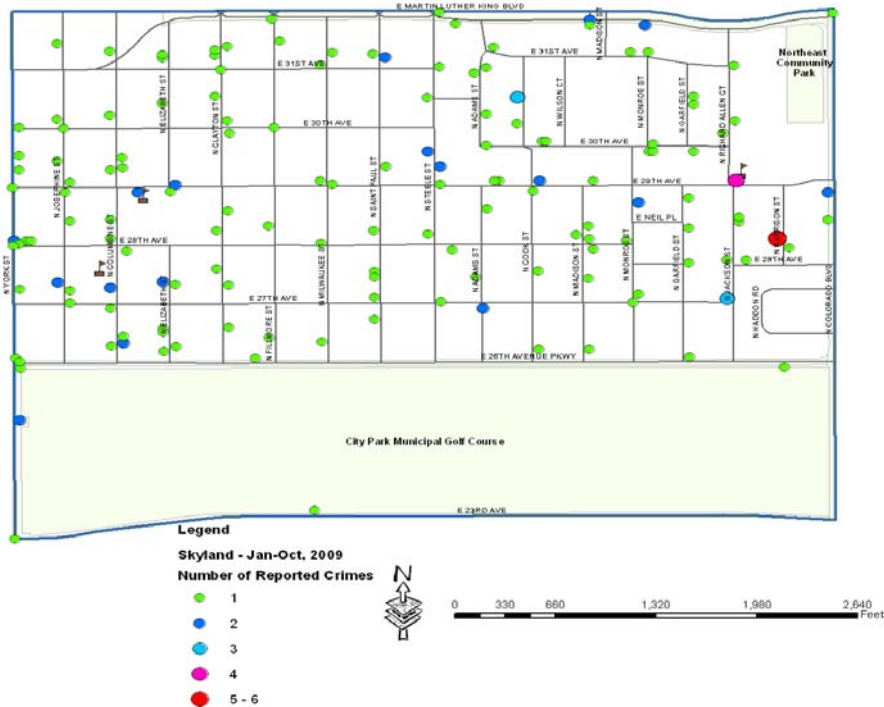 E MARTIN LUTHER KING BLVD
N MADISON ST
E 31ST AVE
E 31ST AVE
Northeast
Community
Park
N ELIZABETH ST
N CLAYTON ST
N ADAMS ST
N WILSON CT
N MONROE ST
N GARFIELD ST
N RICHARD ALLEN CT
E 30TH AVE
E 30TH AVE
N JOSEPHINE ST
N SAINT PAUL ST
N STEELE ST
E 29TH AVE
E NEIL PL
N HARRISON ST
N YORK ST
E 28TH AVE
N COLUMBINE ST
N MILWAUKEE ST
N ADAMS ST
N COOK ST
N MADISON ST
N MONROE
N GARFIELD ST
N JACKSON ST
E 28TH AVE
N ELIZABETH ST
E 27TH AVE
N FILLMORE ST
N HADDON RD
N COLORADO BLVD
E 26TH AVENUE PKWY
City Park Municipal Golf Course
E 23RD AVE
Legend
Skyland - Jan-Oct, 2009
Number of Reported Crimes
1
2
3
4
5 - 6
N
0 330 660 1,320 1,980 2,640
Feet